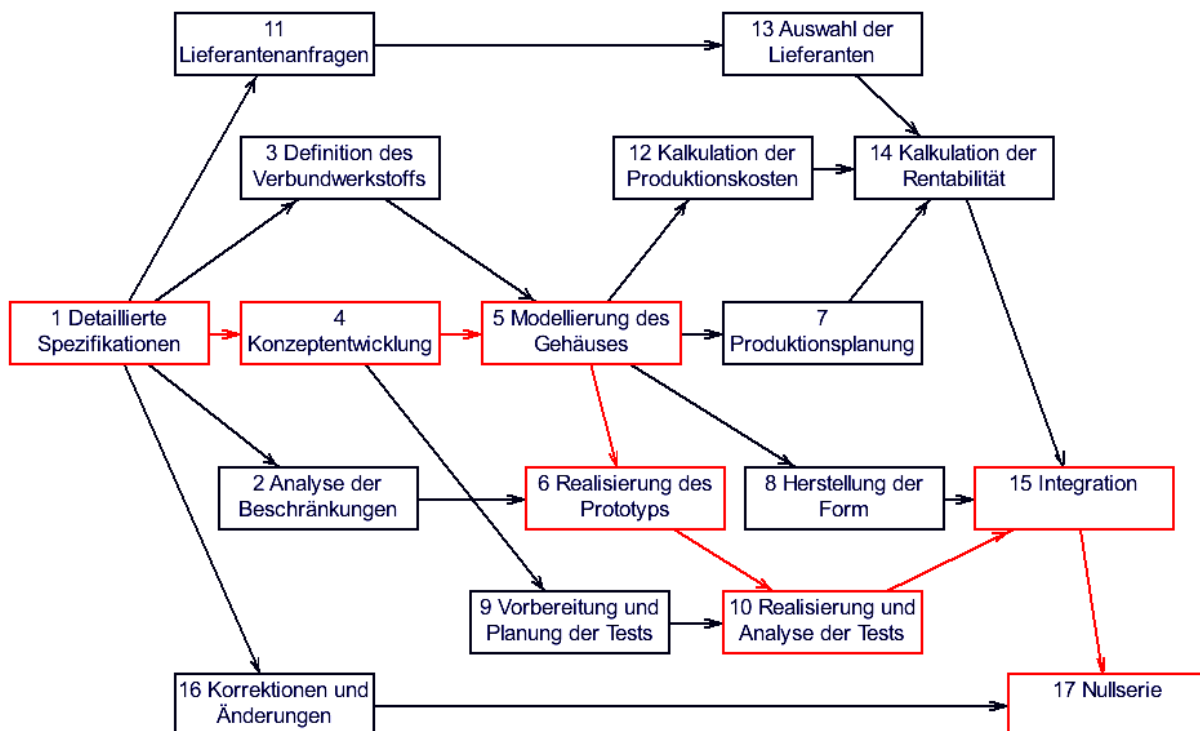 11
Lieferantenanfragen
13 Auswahl der
Lieferanten
3 Definition des
Verbundwerkstoffs
12 Kalkulation der
Produktionskosten
14 Kalkulation der
Rentabilität
1 Detaillierte
Spezifikationen
4
Konzeptentwicklung
5 Modellierung des
Gehäuses
7
Produktionsplanung
2 Analyse der
Beschränkungen
6 Realisierung des
Prototyps
8 Herstellung der
Form
15 Integration
9 Vorbereitung und
Planung der Tests
10 Realisierung und
Analyse der Tests
16 Korrektionen und
Änderungen
17 Nullserie